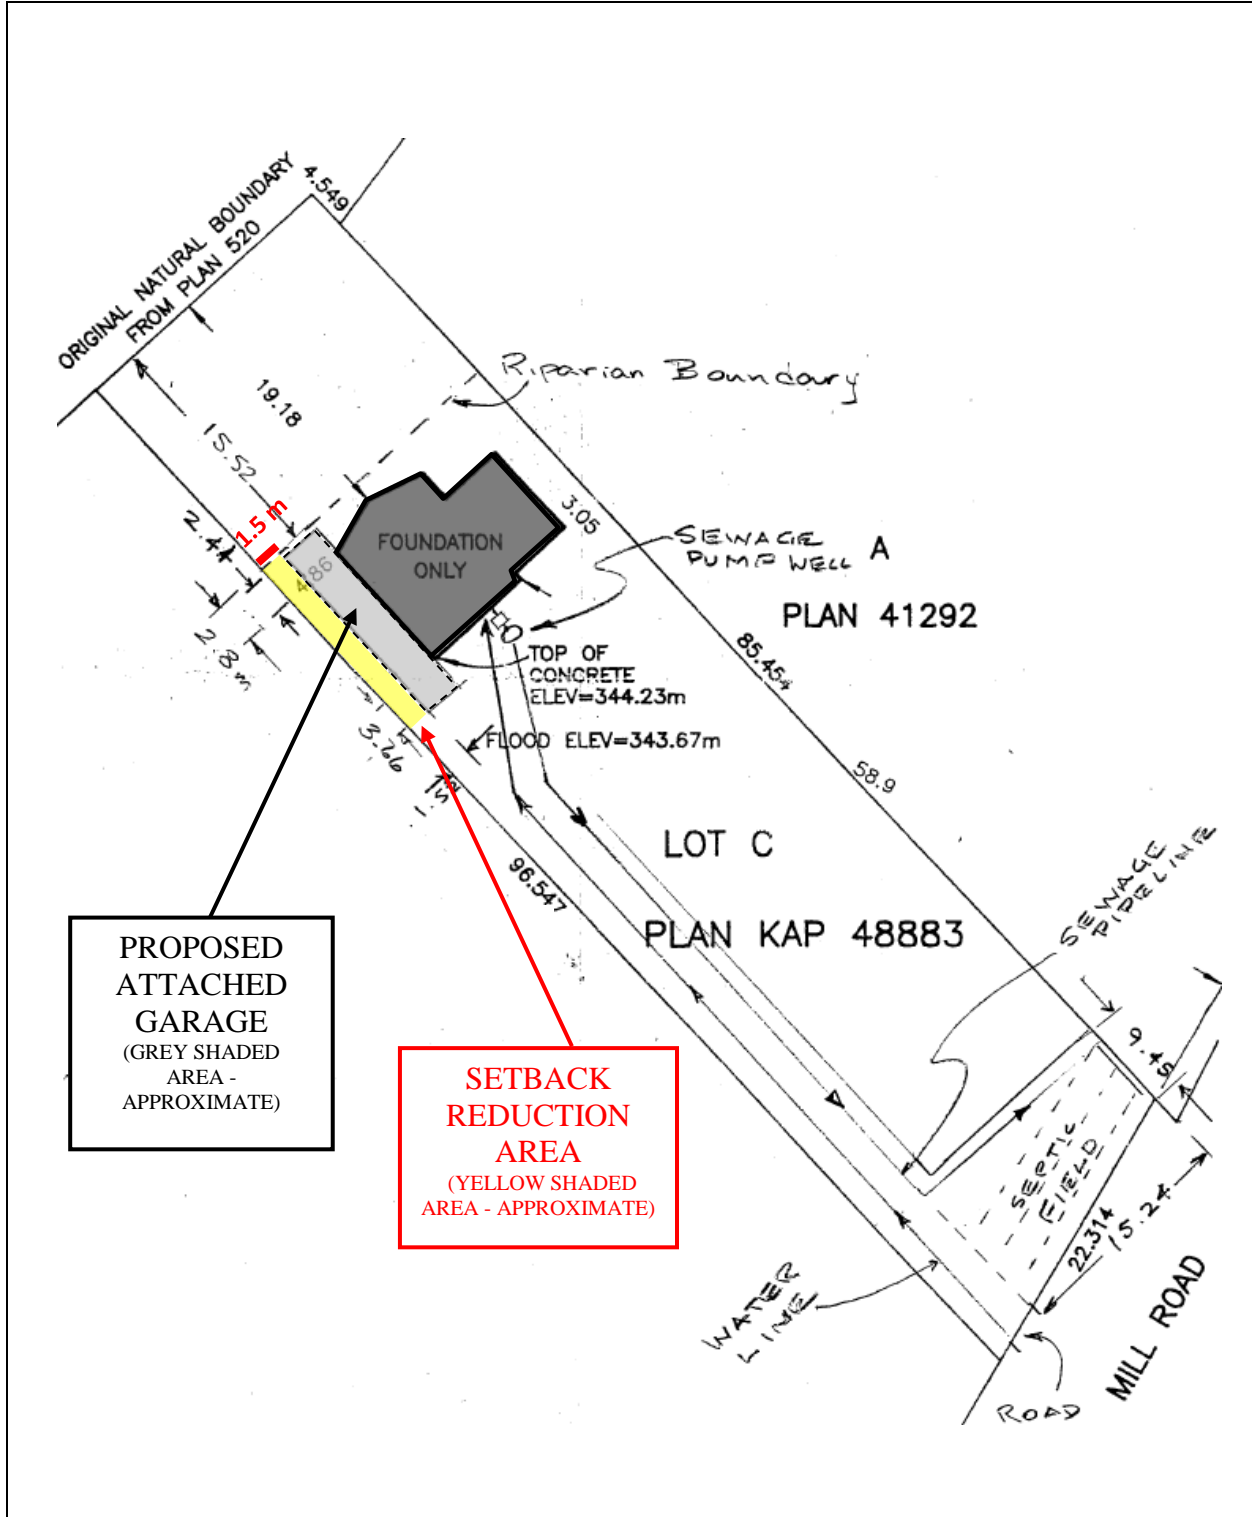 ORIGINAL NATURAL BOUNDARY
FROM PLAN 520
4.549
19.18
15.52
Riparian Boundary
1.5 m
2.44
4.86
2.8 m
FOUNDATION
ONLY
3.05
SEWAGE
PUMP WELL
A
PLAN 41292
TOP OF
CONCRETE
ELEV=344.23m
FLOOD ELEV=343.67m
85.454
58.9
3.66
LOT C
PLAN KAP 48883
96.547
SEWAGE
PIPELINE
PROPOSED
ATTACHED
GARAGE
(GREY SHADED
AREA -
APPROXIMATE)
SETBACK
REDUCTION
AREA
(YELLOW SHADED
AREA - APPROXIMATE)
9.45
SEPTIC
FIELD
22.314
15.24
WATER
LINE
ROAD
MILL ROAD